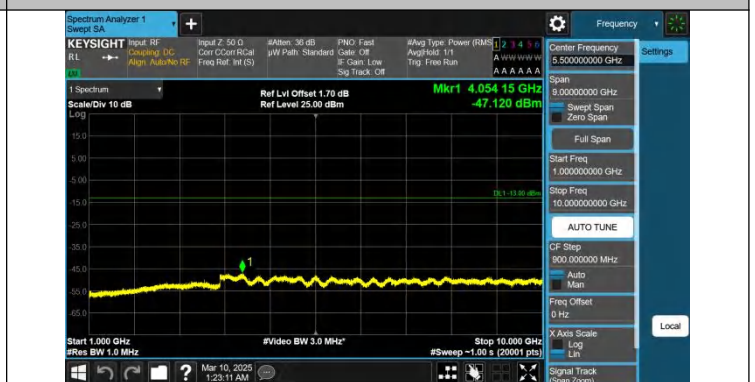 Spectrum Analyzer 1
Swept SA
Frequency
KEYSIGHT
RL
Input: RF
Coupling: DC
Align: Auto/No RF
Input Z: 50 Ω
Corr CCorr RCal
Freq Ref: Int (S)
#Atten: 36 dB
µW Path: Standard
PNO: Fast
Gate: Off
IF Gain: Low
Sig Track: Off
#Avg Type: Power (RMS)
Avg|Hold: 1/1
Trig: Free Run
1 2 3 4 5 6
A W W W W W
A A A A A A
Center Frequency
5.500000000 GHz
Settings
1 Spectrum
Scale/Div 10 dB
Log
Ref Lvl Offset 1.70 dB
Ref Level 25.00 dBm
Mkr1 4.054 15 GHz
-47.120 dBm
Span
9.00000000 GHz
Swept Span
Zero Span
Full Span
Start Freq
1.000000000 GHz
Stop Freq
10.000000000 GHz
AUTO TUNE
CF Step
900.000000 MHz
Auto
Man
Freq Offset
0 Hz
X Axis Scale
Log
Lin
Local
Signal Track
(Span Zoom)
15.0
5.00
-5.00
-15.0
-25.0
-35.0
-45.0
-55.0
-65.0
DL1 -13.00 dBm
1
Start 1.000 GHz
#Res BW 1.0 MHz
#Video BW 3.0 MHz*
Stop 10.000 GHz
#Sweep ~1.00 s (20001 pts)
?
Mar 10, 2025
1:23:11 AM